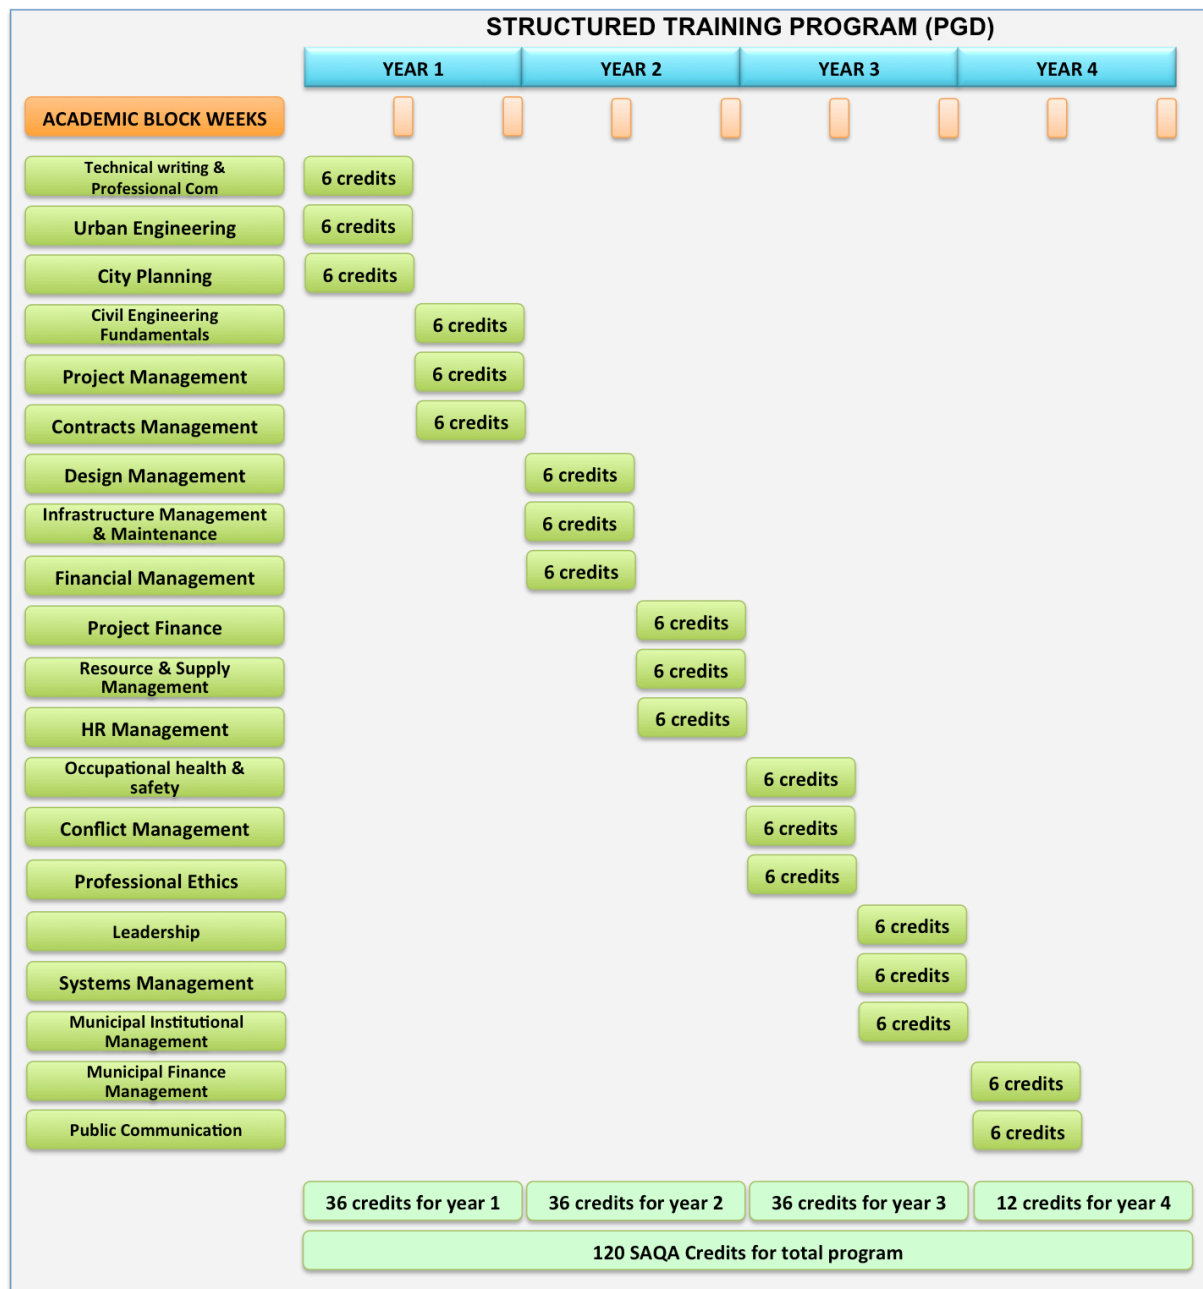 STRUCTURED TRAINING PROGRAM (PGD)
YEAR 1 YEAR 2 YEAR 3 YEAR 4
ACADEMIC BLOCK WEEKS
Technical writing &
Professional Com
6 credits
Urban Engineering
6 credits
City Planning
6 credits
Civil Engineering
Fundamentals
6 credits
Project Management
6 credits
Contracts Management
6 credits
Design Management
6 credits
Infrastructure Management
& Maintenance
6 credits
Financial Management
6 credits
Project Finance
6 credits
Resource & Supply
Management
6 credits
HR Management
6 credits
Occupational health &
safety
6 credits
Conflict Management
6 credits
Professional Ethics
6 credits
Leadership
6 credits
Systems Management
6 credits
Municipal Institutional
Management
6 credits
Municipal Finance
Management
6 credits
Public Communication
6 credits
36 credits for year 1 36 credits for year 2 36 credits for year 3 12 credits for year 4
120 SAQA Credits for total program